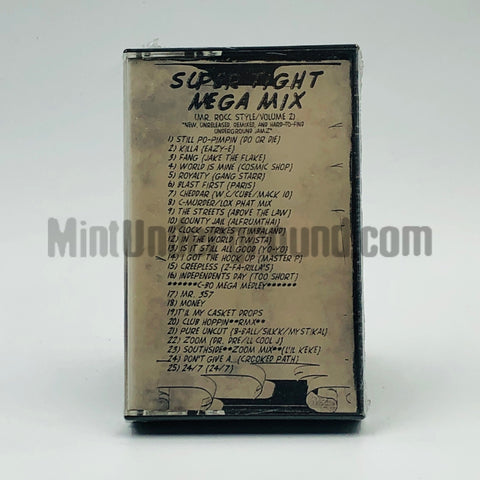 SUPER TIGHT
MEGA MIX
(MR. ROCC STYLE/VOLUME 2)
"NEW, UNRELEASED, REMIXED, AND HARD-TO-FIND
UNDERGROUND JAMZ"
1) STILL PO-PIMPIN (DO OR DIE)
2) KILLA (EAZY-E)
3) FANG (JAKE THE FLAKE)
4) WORLD IS MINE (COSMIC SHOP)
5) ROYALTY (GANG STARR)
6) BLAST FIRST (PARIS)
7) CHEDDAR (W C/CUBE/MACK 10)
8) C-MURDER/LOX PHAT MIX
9) THE STREETS (ABOVE THE LAW)
10) COUNTY JAIL (ALFRUMTHAI)
11) CLOCK STRIKES (TIMBALAND)
12) IN THE WORLD (TWISTA)
MintUnderground.com
13) IS IT STILL ALL GOOD (YO-YO)
14) I GOT THE HOOK UP (MASTER P)
15) CREEPLESS (Z-FA-RILLA'S)
16) INDEPENDENTS DAY (TOO SHORT)
******C-BO MEGA MEDLEY******
17) MR. 357
18) MONEY
19) TIL MY CASKET DROPS
20) CLUB HOPPIN**RMX**
21) PURE UNCUT (8-BALL/SILKK/MYSTIKAL)
22) ZOOM (DR. DRE/LL COOL J)
23) SOUTHSIDE**ZOOM MIX**(LIL KEKE)
24) DON'T GIVE A.. (CROOKED PATH)
25) 24/7 (24/7)